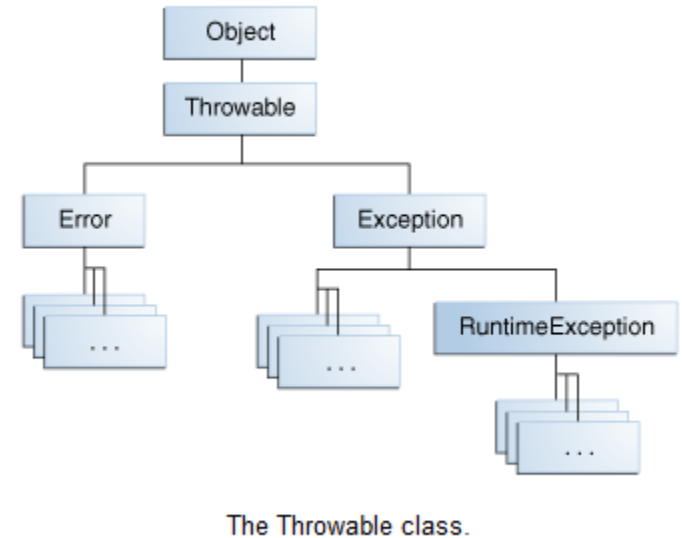 Object
Throwable
Error
Exception
RuntimeException
...
...
...
The Throwable class.